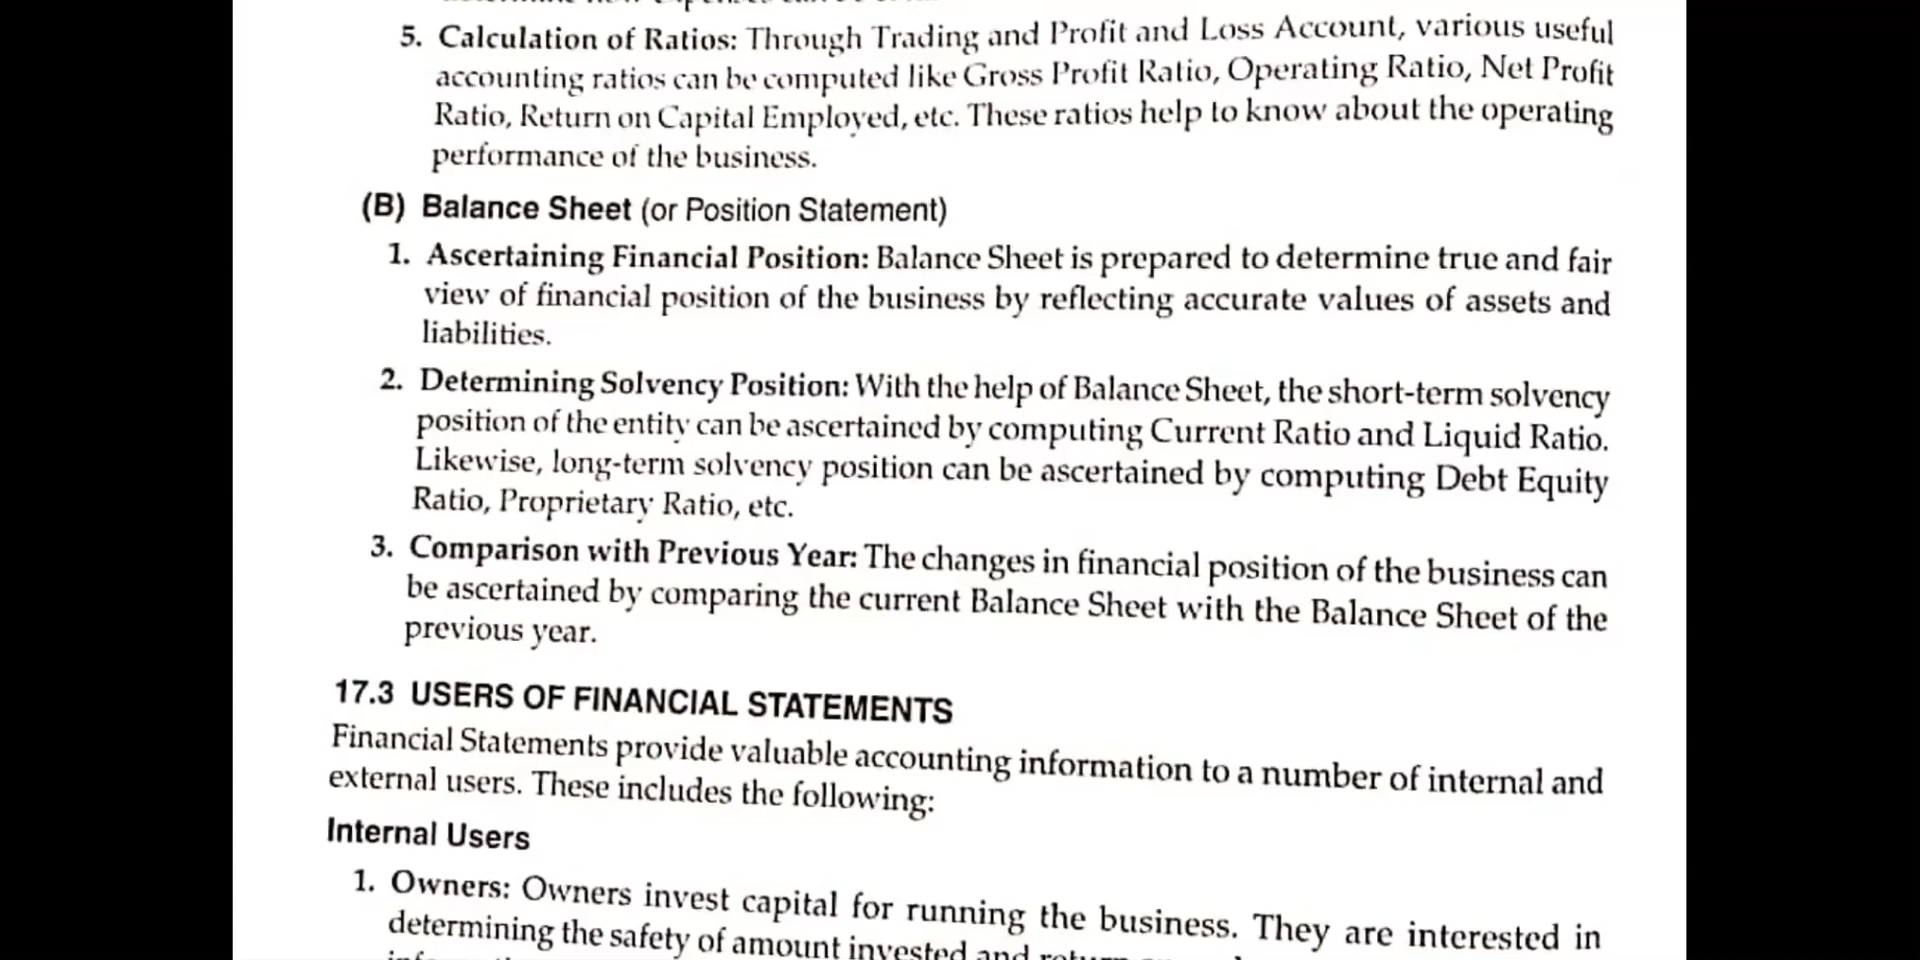 5. Calculation of Ratios: Through Trading and Profit and Loss Account, various useful
accounting ratios can be computed like Gross Profit Ratio, Operating Ratio, Net Profit
Ratio, Return on Capital Employed, etc. These ratios help to know about the operating
performance of the business.
(B) Balance Sheet (or Position Statement)
1. Ascertaining Financial Position: Balance Sheet is prepared to determine true and fair
view of financial position of the business by reflecting accurate values of assets and
liabilities.
2. Determining Solvency Position: With the help of Balance Sheet, the short-term solvency
position of the entity can be ascertained by computing Current Ratio and Liquid Ratio.
Likewise, long-term solvency position can be ascertained by computing Debt Equity
Ratio, Proprietary Ratio, etc.
3. Comparison with Previous Year: The changes in financial position of the business can
be ascertained by comparing the current Balance Sheet with the Balance Sheet of the
previous year.
17.3 USERS OF FINANCIAL STATEMENTS
Financial Statements provide valuable accounting information to a number of internal and
external users. These includes the following:
Internal Users
1. Owners: Owners invest capital for running the business. They are interested in
determining the safety of amount invested and